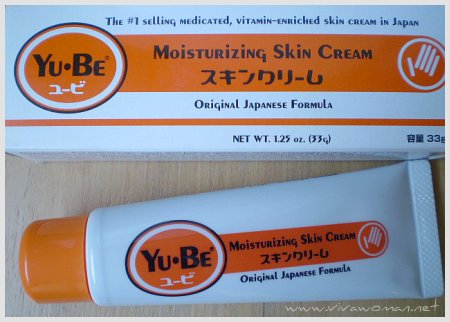 The #1 selling medicated, vitamin-enriched skin cream in Japan
Yu•Be®
ユービ
Moisturizing Skin Cream
スキンクリーム
Original Japanese Formula
NET WT. 1.25 oz. (33g)
容量 33g
Yu•Be®
ユービ
Moisturizing Skin Cream
スキンクリーム
Original Japanese Formula
www.vivawoman.net